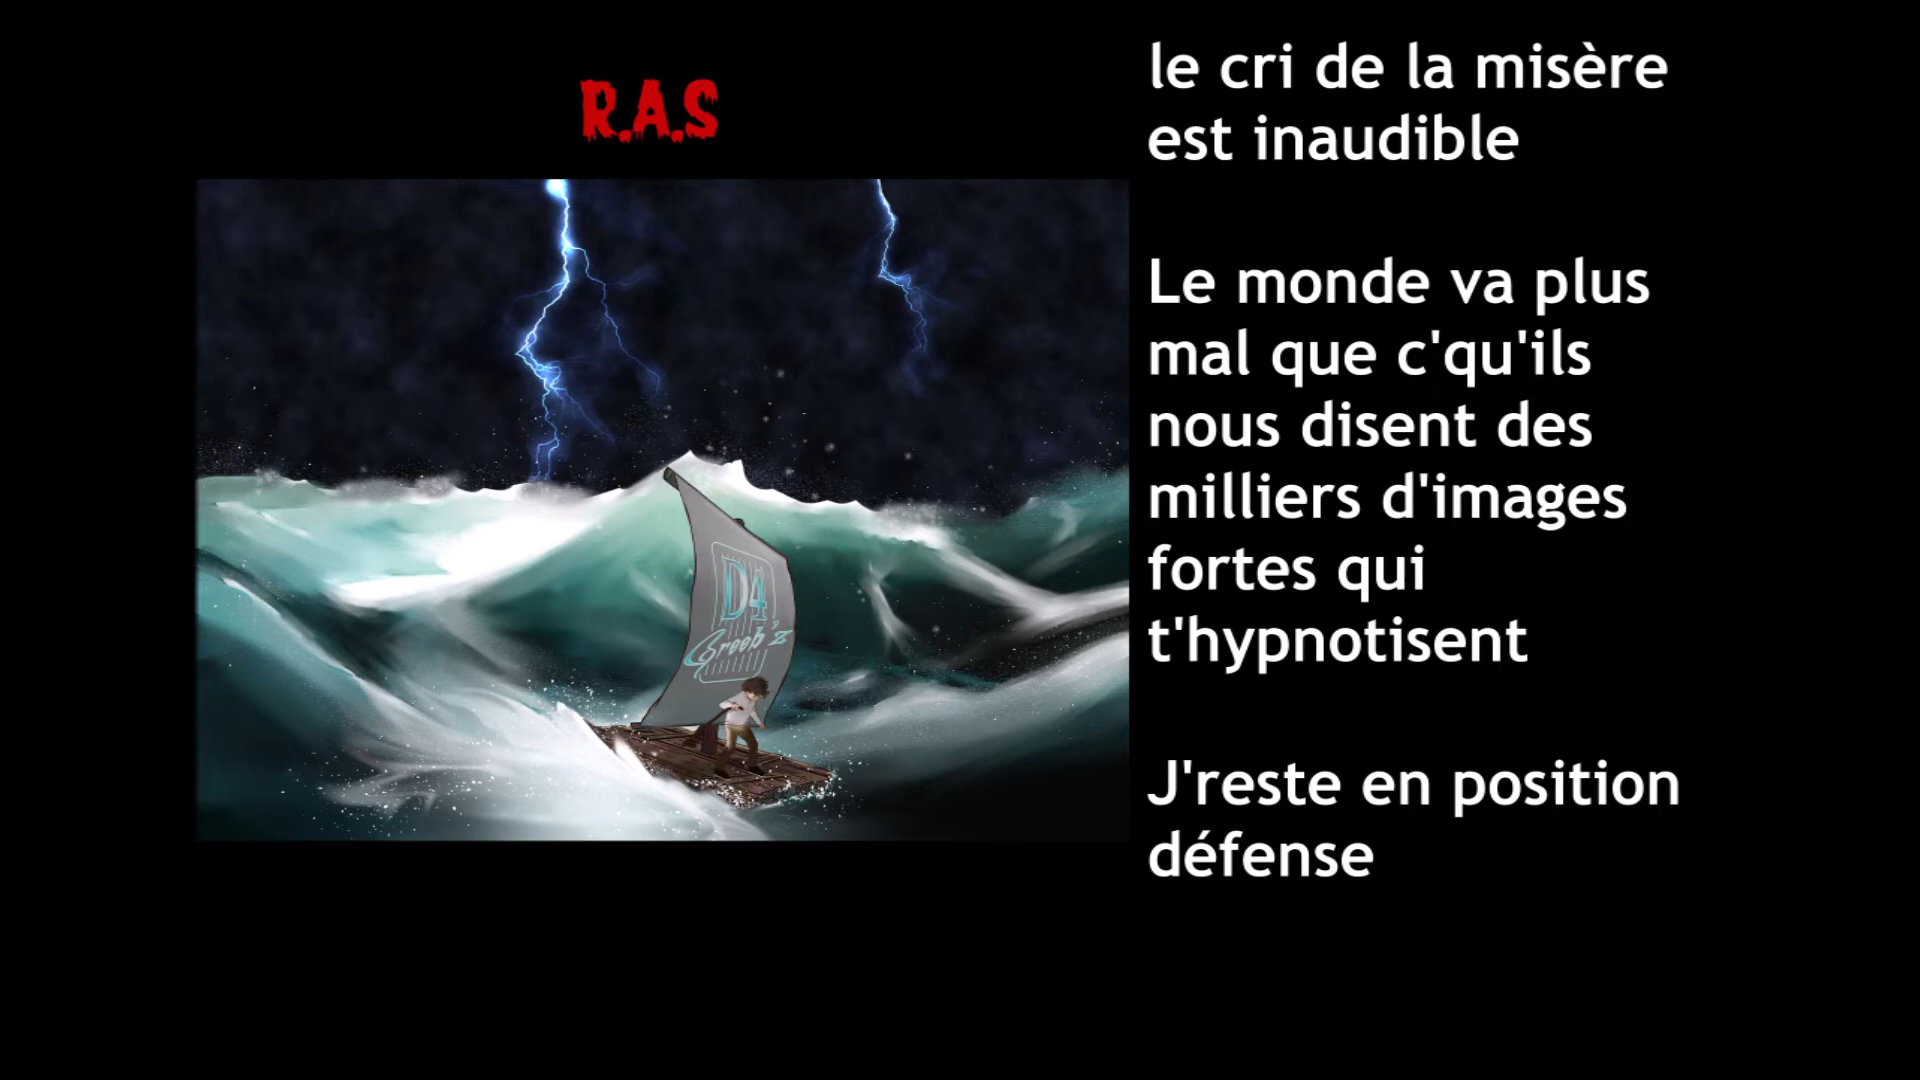 R.A.S
D4
Greeb'z
le cri de la misère
est inaudible
Le monde va plus
mal que c'qu'ils
nous disent des
milliers d'images
fortes qui
t'hypnotisent
J'reste en position
défense